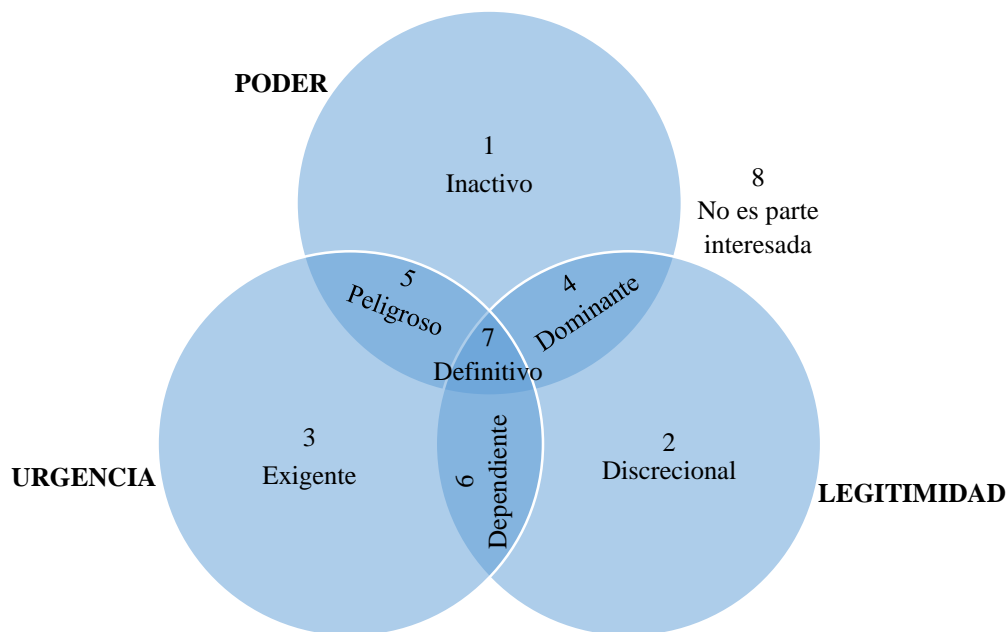 PODER
1
Inactivo
8
No es parte
interesada
5
Peligroso
4
Dominante
7
Definitivo
3
Exigente
URGENCIA
6
Dependiente
2
Discrecional
LEGITIMIDAD